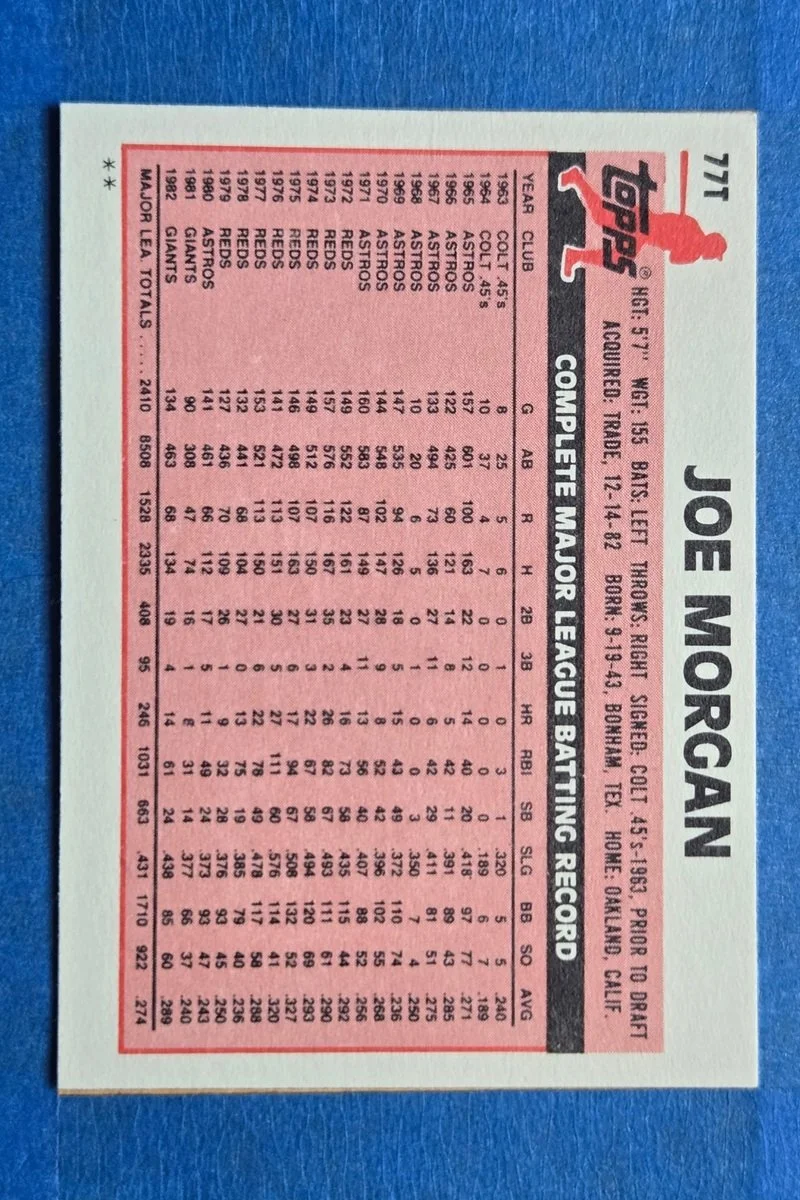 77T
JOE MORGAN
TOPPS®
HGT: 5'7" WGT: 155 BATS: LEFT THROWS: RIGHT SIGNED: COLT .45's-1963, PRIOR TO DRAFT
ACQUIRED: TRADE, 12-14-82 BORN: 9-19-43, BONHAM, TEX. HOME: OAKLAND, CALIF.
COMPLETE MAJOR LEAGUE BATTING RECORD
YEAR CLUB G AB R H 2B 3B HR RBI SB SLG BB SO AVG
1963 COLT .45's 8 25 5 6 0 1 0 3 1 .320 5 5 .240
1964 COLT .45's 10 37 4 7 0 0 0 0 0 .189 6 7 .189
1965 ASTROS 157 601 100 163 22 12 14 40 20 .418 97 77 .271
1966 ASTROS 122 425 60 121 14 8 5 42 11 .391 89 43 .285
1967 ASTROS 133 494 73 136 27 11 6 42 29 .411 81 51 .275
1968 ASTROS 10 20 6 5 0 1 0 0 3 .350 7 4 .250
1969 ASTROS 147 535 94 126 18 5 15 43 49 .372 110 74 .236
1970 ASTROS 144 548 102 147 28 9 8 52 42 .396 102 55 .268
1971 ASTROS 160 583 87 149 27 11 13 56 40 .407 88 52 .256
1972 REDS 149 552 122 161 23 4 16 73 58 .435 115 44 .292
1973 REDS 157 576 116 167 35 2 26 82 67 .493 111 61 .290
1974 REDS 149 512 107 150 31 3 22 67 58 .494 120 69 .293
1975 REDS 146 498 107 163 27 6 17 94 67 .508 132 52 .327
1976 REDS 141 472 113 151 30 5 27 111 60 .576 114 41 .320
1977 REDS 153 521 113 150 21 6 22 78 49 .478 117 58 .288
1978 REDS 132 441 68 104 27 0 13 75 19 .385 79 40 .236
1979 REDS 127 436 70 109 26 1 9 32 28 .376 93 45 .250
1980 ASTROS 141 461 66 112 17 5 11 49 24 .373 93 47 .243
1981 GIANTS 90 308 47 74 16 1 8 31 14 .377 66 37 .240
1982 GIANTS 134 463 68 134 19 4 14 61 24 .438 85 60 .289
MAJOR LEA. TOTALS ..... 2410 8508 1528 2335 408 95 246 1031 663 .431 1710 922 .274
**